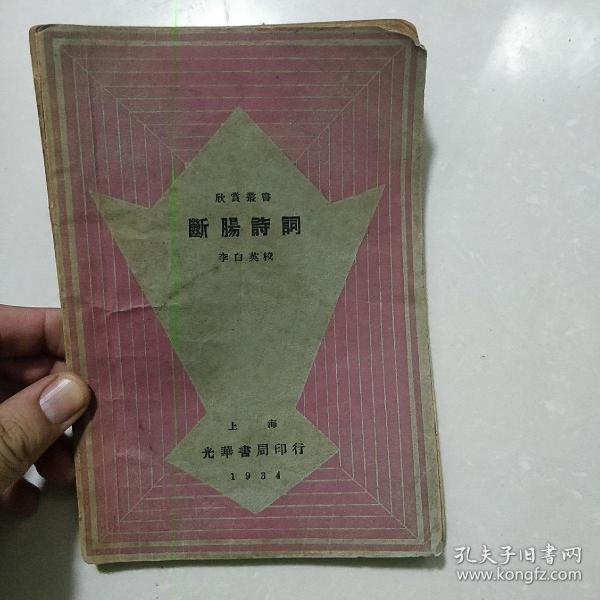 欣賞叢書
斷腸詩詞
李白英校
上海
光華書局印行
1934
孔夫子旧書网
www.kongfz.com